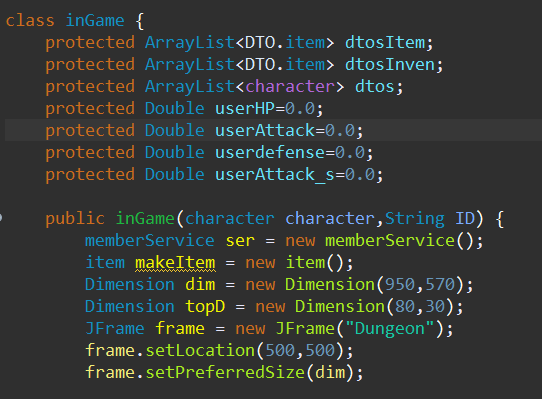 class inGame {
    protected ArrayList<DTO.item> dtosItem;
    protected ArrayList<DTO.item> dtosInven;
    protected ArrayList<character> dtos;
    protected Double userHP=0.0;
    protected Double userAttack=0.0;
    protected Double userdefense=0.0;
    protected Double userAttack_s=0.0;
    public inGame(character character,String ID) {
        memberService ser = new memberService();
        item makeItem = new item();
        Dimension dim = new Dimension(950,570);
        Dimension topD = new Dimension(80,30);
        JFrame frame = new JFrame("Dungeon");
        frame.setLocation(500,500);
        frame.setPreferredSize(dim);